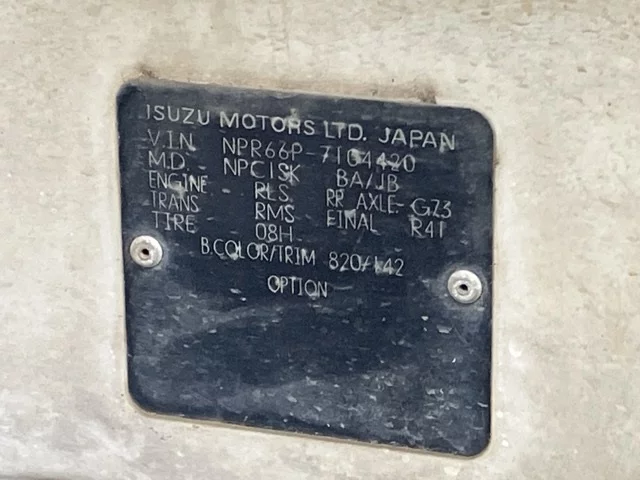 ISUZU MOTORS LTD. JAPAN
V.I.N. NPR66P-7104420
M.D. NPC1SK BA/JB
ENGINE RLS RR AXLE GZ3
TRANS RMS FINAL R41
TIRE 08H
B.COLOR/TRIM 820/142
OPTION